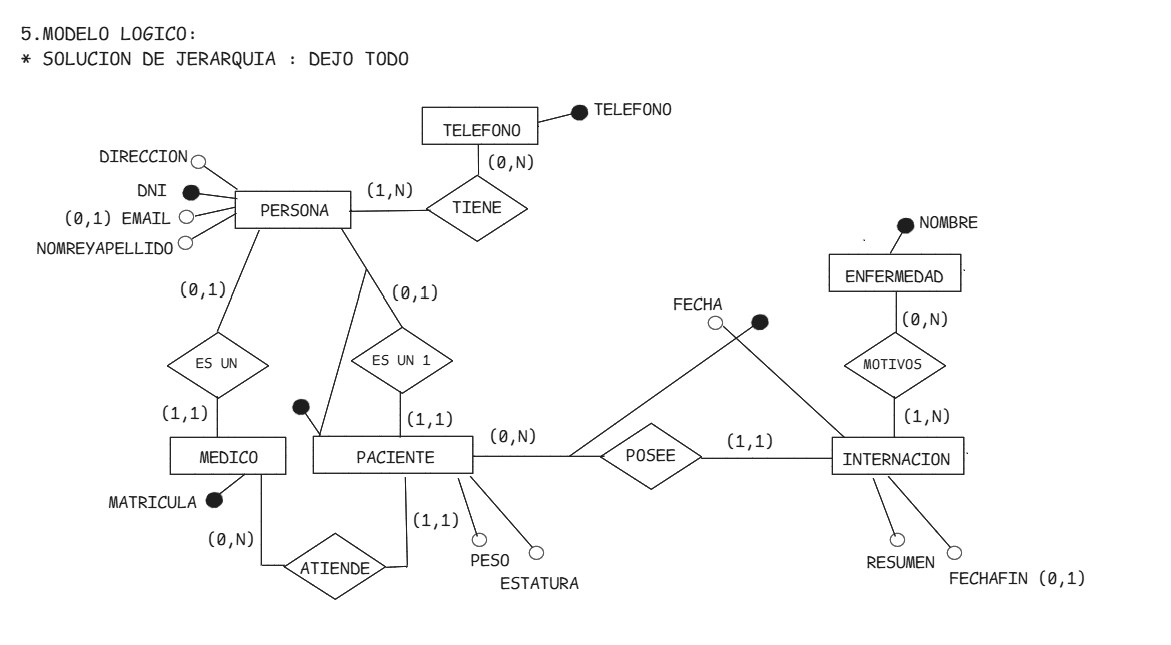 5.MODELO LOGICO:
* SOLUCION DE JERARQUIA : DEJO TODO
TELEFONO
TELEFONO
DIRECCION
(0,N)
DNI
(1,N)
PERSONA
TIENE
(0,1) EMAIL
NOMREYAPELLIDO
NOMBRE
ENFERMEDAD
(0,1)
(0,1)
FECHA
(0,N)
ES UN
ES UN 1
MOTIVOS
(1,1)
(1,1)
(1,N)
(0,N)
(1,1)
MEDICO
PACIENTE
POSEE
INTERNACION
MATRICULA
(1,1)
(0,N)
ATIENDE
PESO
ESTATURA
RESUMEN
FECHAFIN (0,1)